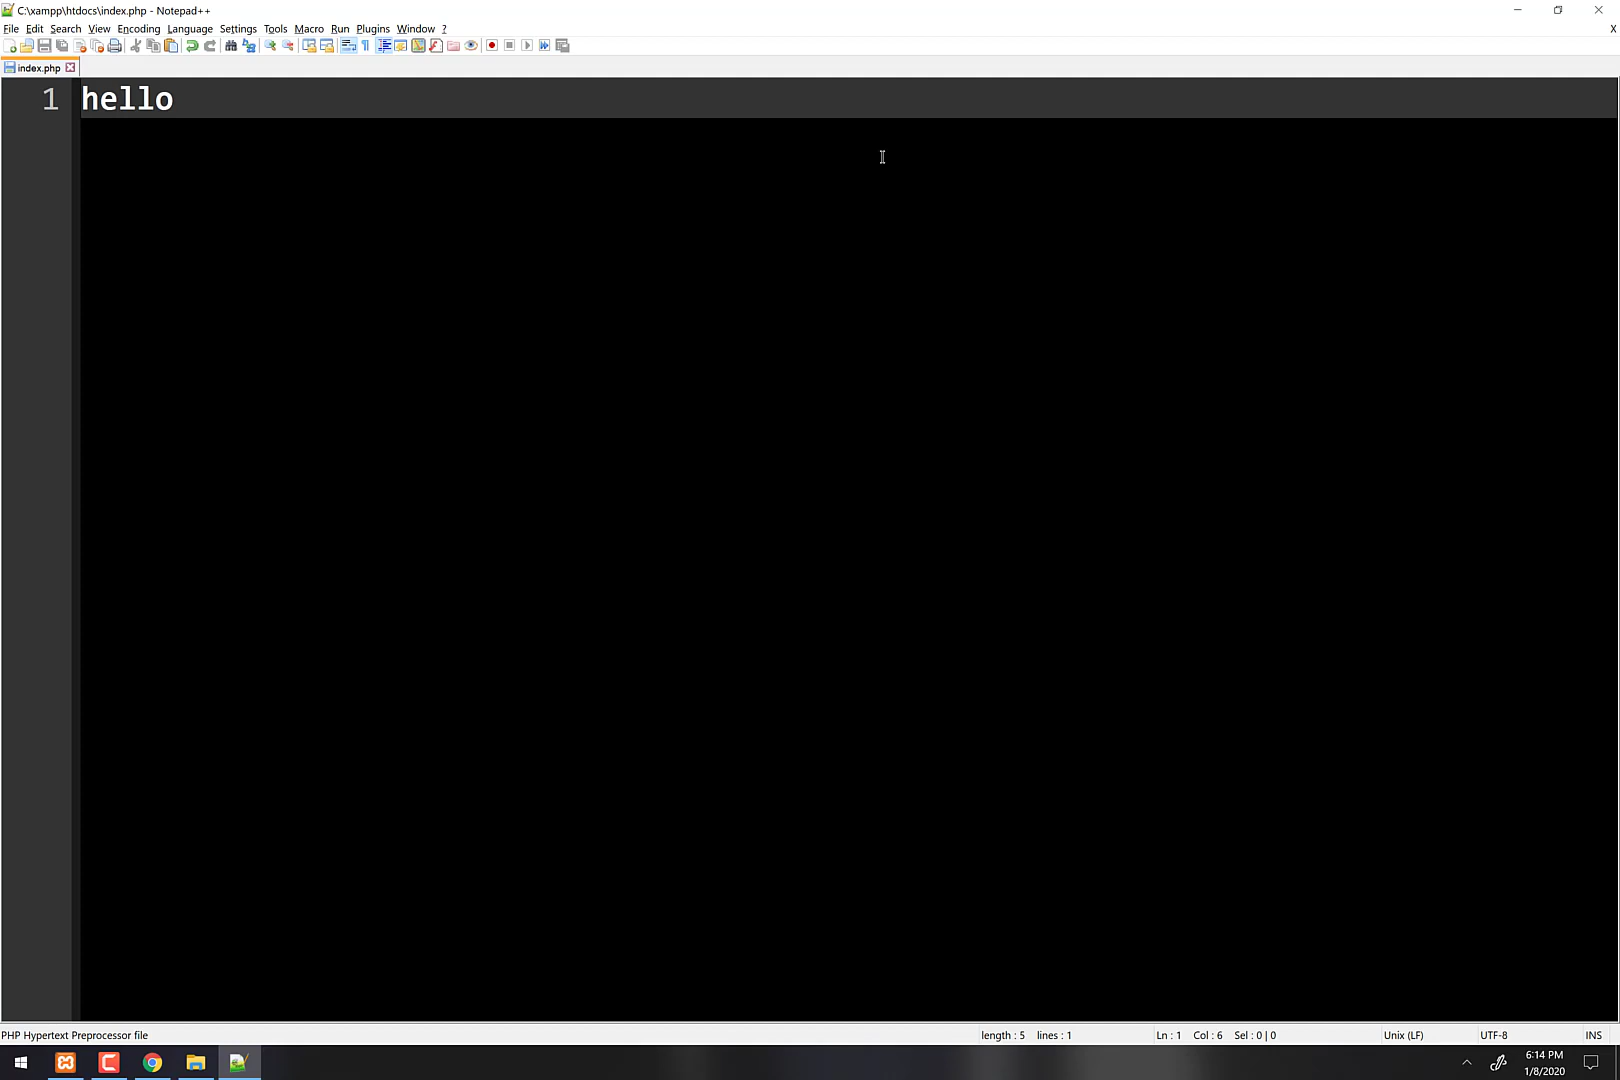 C:\xampp\htdocs\index.php - Notepad++
File Edit Search View Encoding Language Settings Tools Macro Run Plugins Window ? X
index.php
1 hello
PHP Hypertext Preprocessor file length : 5 lines : 1 Ln : 1 Col : 6 Sel : 0 | 0 Unix (LF) UTF-8 INS
6:14 PM
1/8/2020